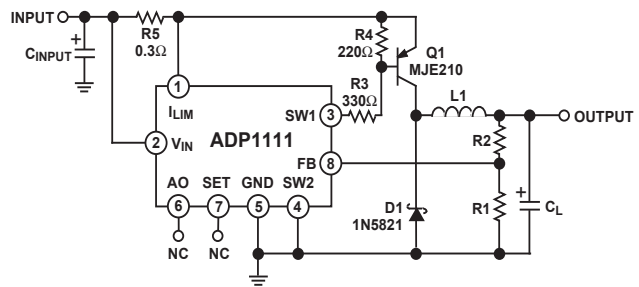 INPUT
R5
0.3Ω
CINPUT
+
R4
220Ω
Q1
MJE210
R3
330Ω
L1
OUTPUT
1
ILIM
SW1
3
2
VIN
ADP1111
FB
8
R2
AO
SET
GND
SW2
6
7
5
4
NC
NC
D1
1N5821
R1
+
CL